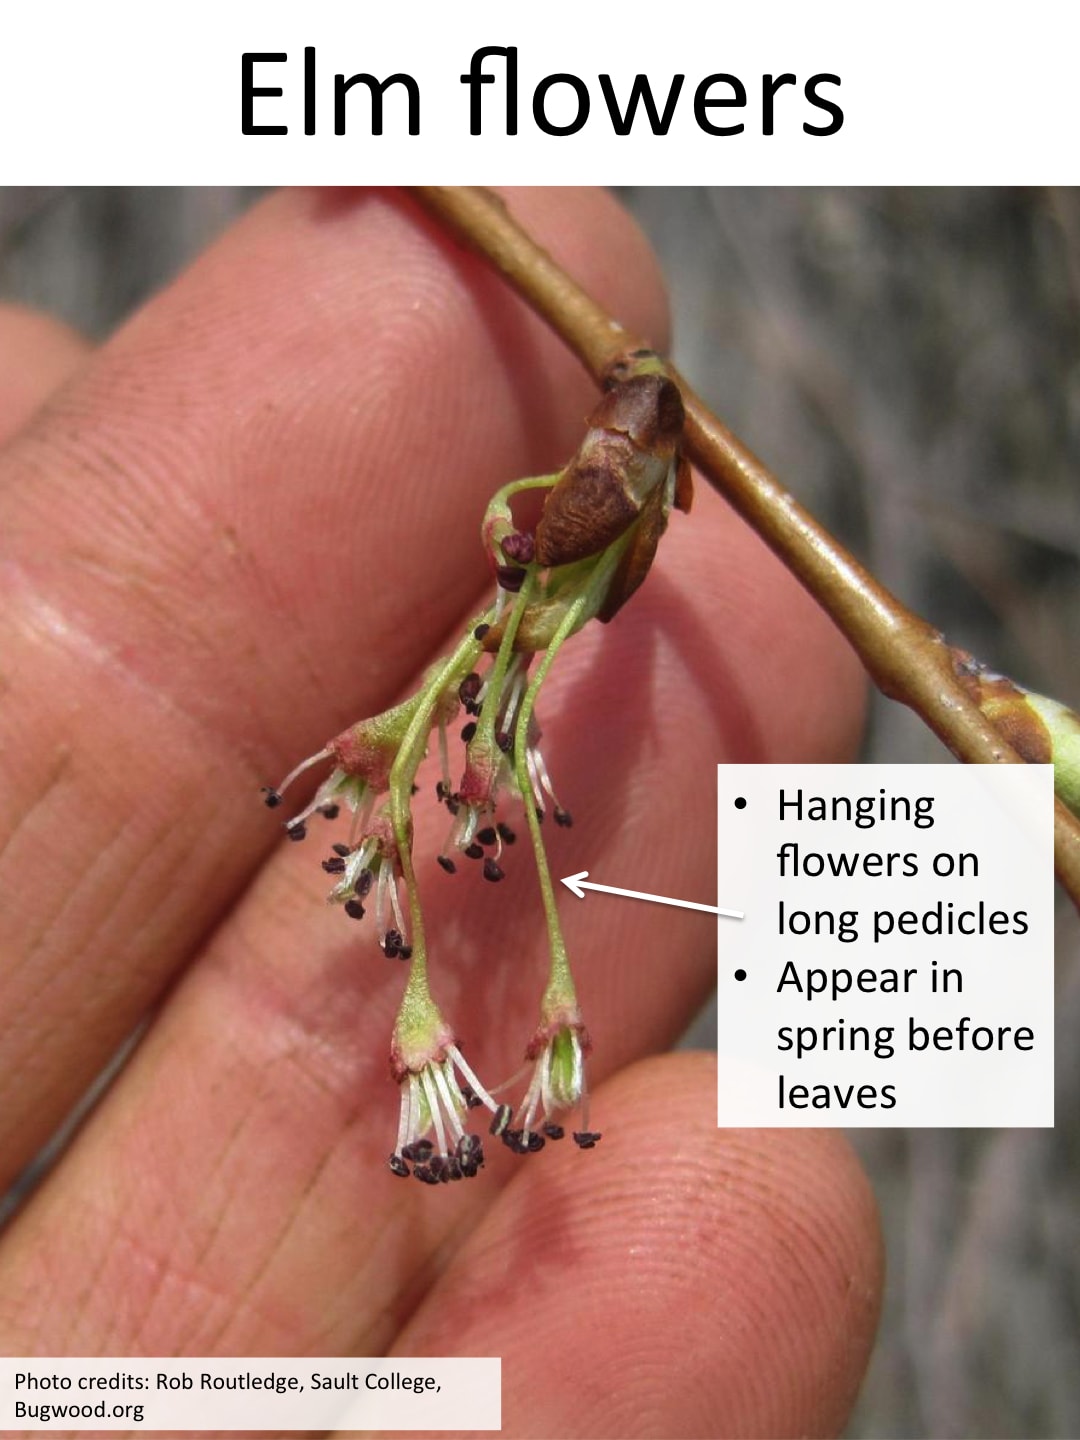 Elm flowers
• Hanging
flowers on
long pedicles
• Appear in
spring before
leaves
Photo credits: Rob Routledge, Sault College,
Bugwood.org